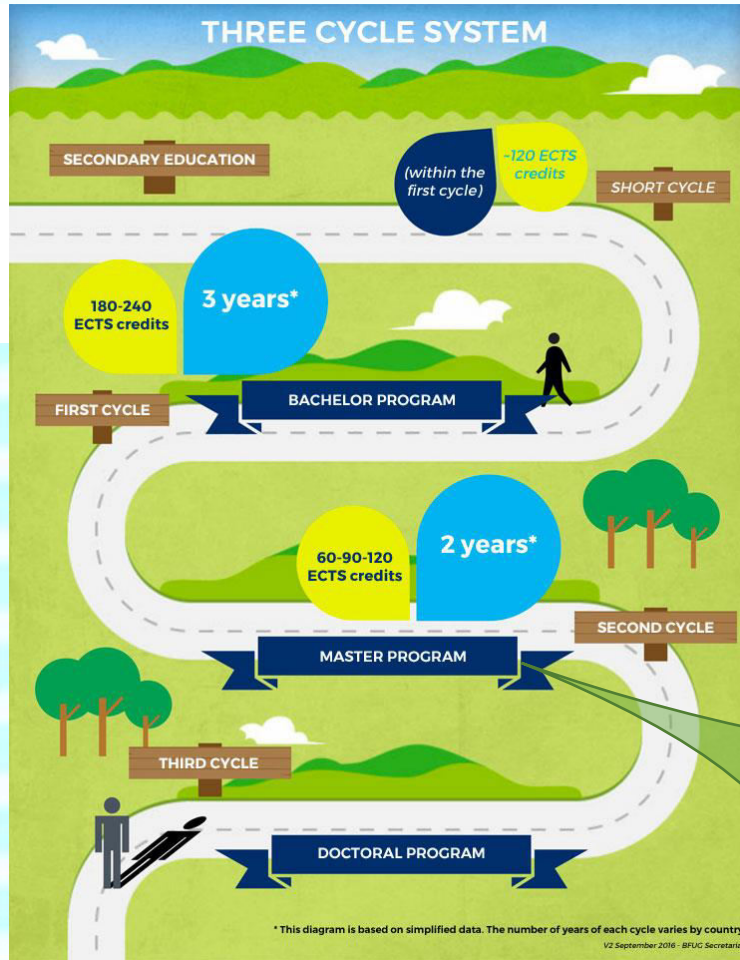 THREE CYCLE SYSTEM
SECONDARY EDUCATION
(within the
first cycle)
~120 ECTS
credits
SHORT CYCLE
180-240
ECTS credits
3 years*
BACHELOR PROGRAM
FIRST CYCLE
60-90-120
ECTS credits
2 years*
SECOND CYCLE
MASTER PROGRAM
THIRD CYCLE
DOCTORAL PROGRAM
* This diagram is based on simplified data. The number of years of each cycle varies by country
V2 September 2016 - BFUG Secretaria